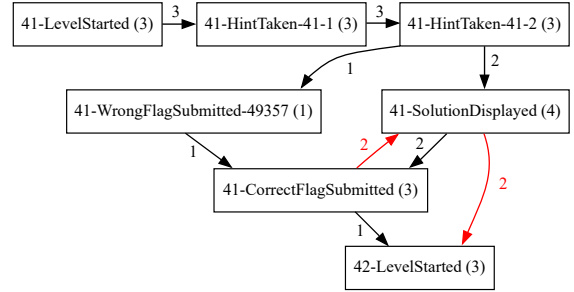 41-LevelStarted (3)
3
41-HintTaken-41-1 (3)
3
41-HintTaken-41-2 (3)
1
2
41-WrongFlagSubmitted-49357 (1)
41-SolutionDisplayed (4)
1
2
2
2
41-CorrectFlagSubmitted (3)
1
42-LevelStarted (3)